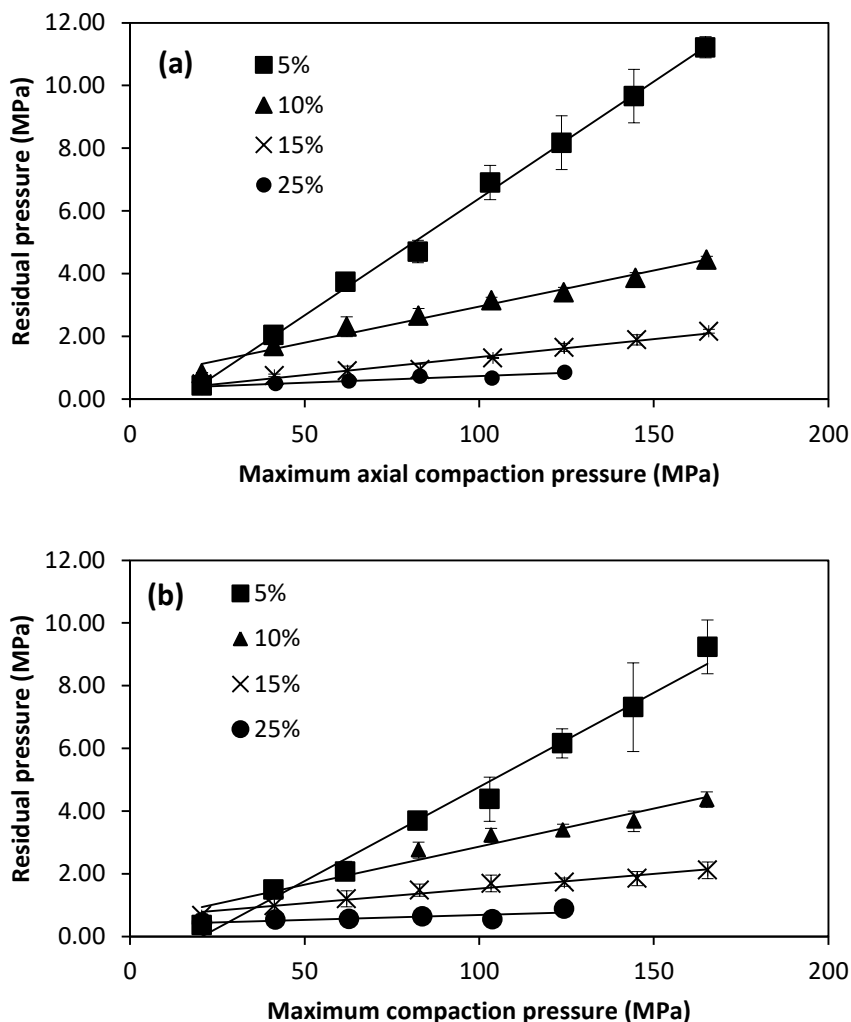 12.00
10.00
8.00
6.00
4.00
2.00
0.00
Residual pressure (MPa)
(a)
5%
10%
15%
25%
0 50 100 150 200
Maximum axial compaction pressure (MPa)
12.00
10.00
8.00
6.00
4.00
2.00
0.00
Residual pressure (MPa)
(b)
5%
10%
15%
25%
0 50 100 150 200
Maximum compaction pressure (MPa)